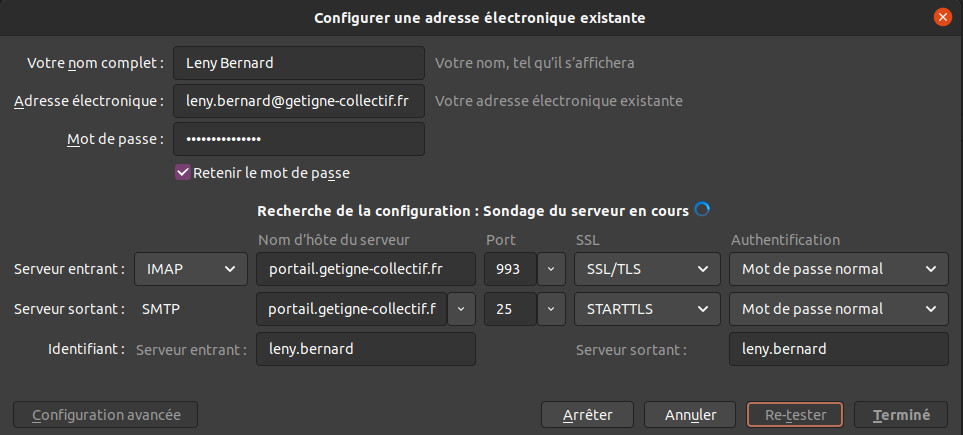 Configurer une adresse électronique existante
Votre nom complet : Leny Bernard Votre nom, tel qu'il s'affichera
Adresse électronique : leny.bernard@getigne-collectif.fr Votre adresse électronique existante
Mot de passe : •••••••••••••••
Retenir le mot de passe
Recherche de la configuration : Sondage du serveur en cours
Nom d'hôte du serveur Port SSL Authentification
Serveur entrant : IMAP portail.getigne-collectif.fr 993 SSL/TLS Mot de passe normal
Serveur sortant : SMTP portail.getigne-collectif.f 25 STARTTLS Mot de passe normal
Identifiant : Serveur entrant : leny.bernard Serveur sortant : leny.bernard
Configuration avancée Arrêter Annuler Re-tester Terminé